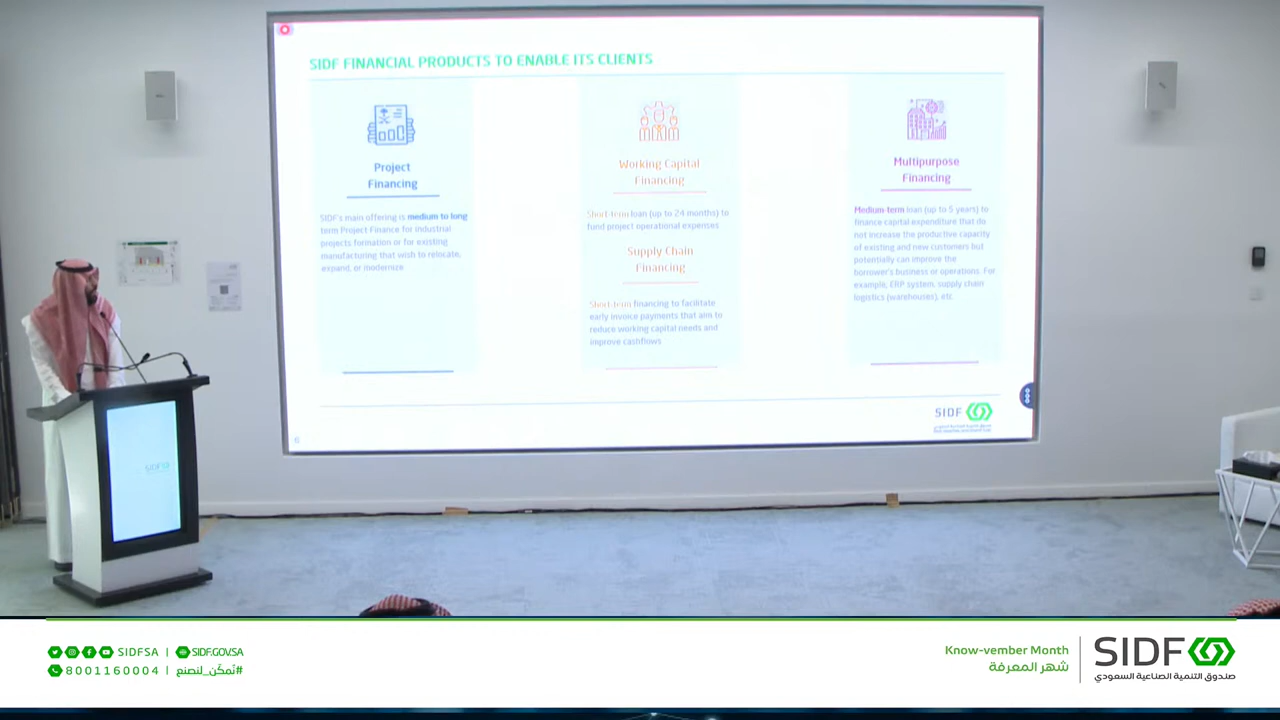 SIDF FINANCIAL PRODUCTS TO ENABLE ITS CLIENTS
Project
Financing
SIDF's main offering is medium to long
term Project Finance for industrial
projects formation or for existing
manufacturing that wish to relocate,
expand, or modernize
Working Capital
Financing
Short-term loan (up to 24 months) to
fund project operational expenses
Supply Chain
Financing
Short-term financing to facilitate
early invoice payments that aim to
reduce working capital needs and
improve cashflows
Multipurpose
Financing
Medium-term loan (up to 5 years) to
finance capital expenditure that do
not increase the productive capacity
of existing and new customers but
potentially can improve the
borrower's business or operations. For
example, ERP system, supply chain
logistics (warehouses), etc.
SIDF
6
SIDFSA | SIDF.GOV.SA
8001160004 | #نُمكّن_لنصنع
Know-vember Month
شهر المعرفة
SIDF
صندوق التنمية الصناعية السعودي